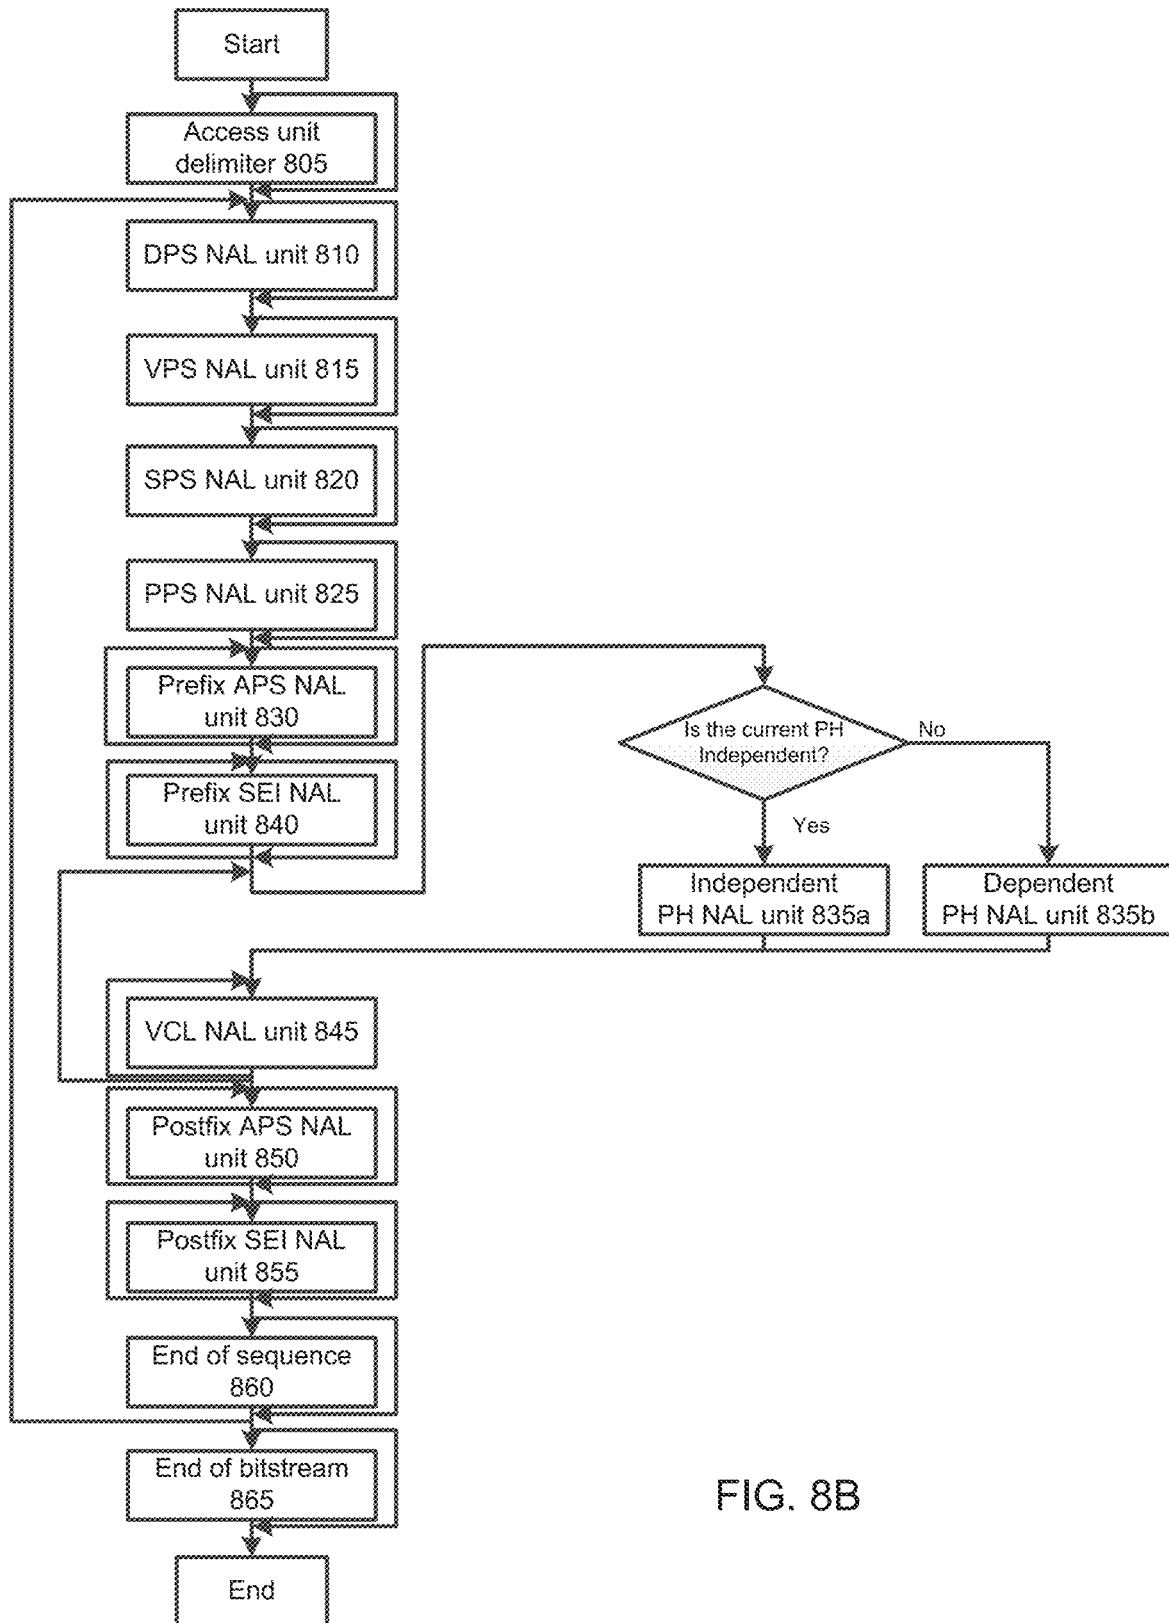 Start
Access unit
delimiter 805
DPS NAL unit 810
VPS NAL unit 815
SPS NAL unit 820
PPS NAL unit 825
Prefix APS NAL
unit 830
Prefix SEI NAL
unit 840
Is the current PH
Independent?
No
Yes
Independent
PH NAL unit 835a
Dependent
PH NAL unit 835b
VCL NAL unit 845
Postfix APS NAL
unit 850
Postfix SEI NAL
unit 855
End of sequence
860
End of bitstream
865
End
FIG. 8B